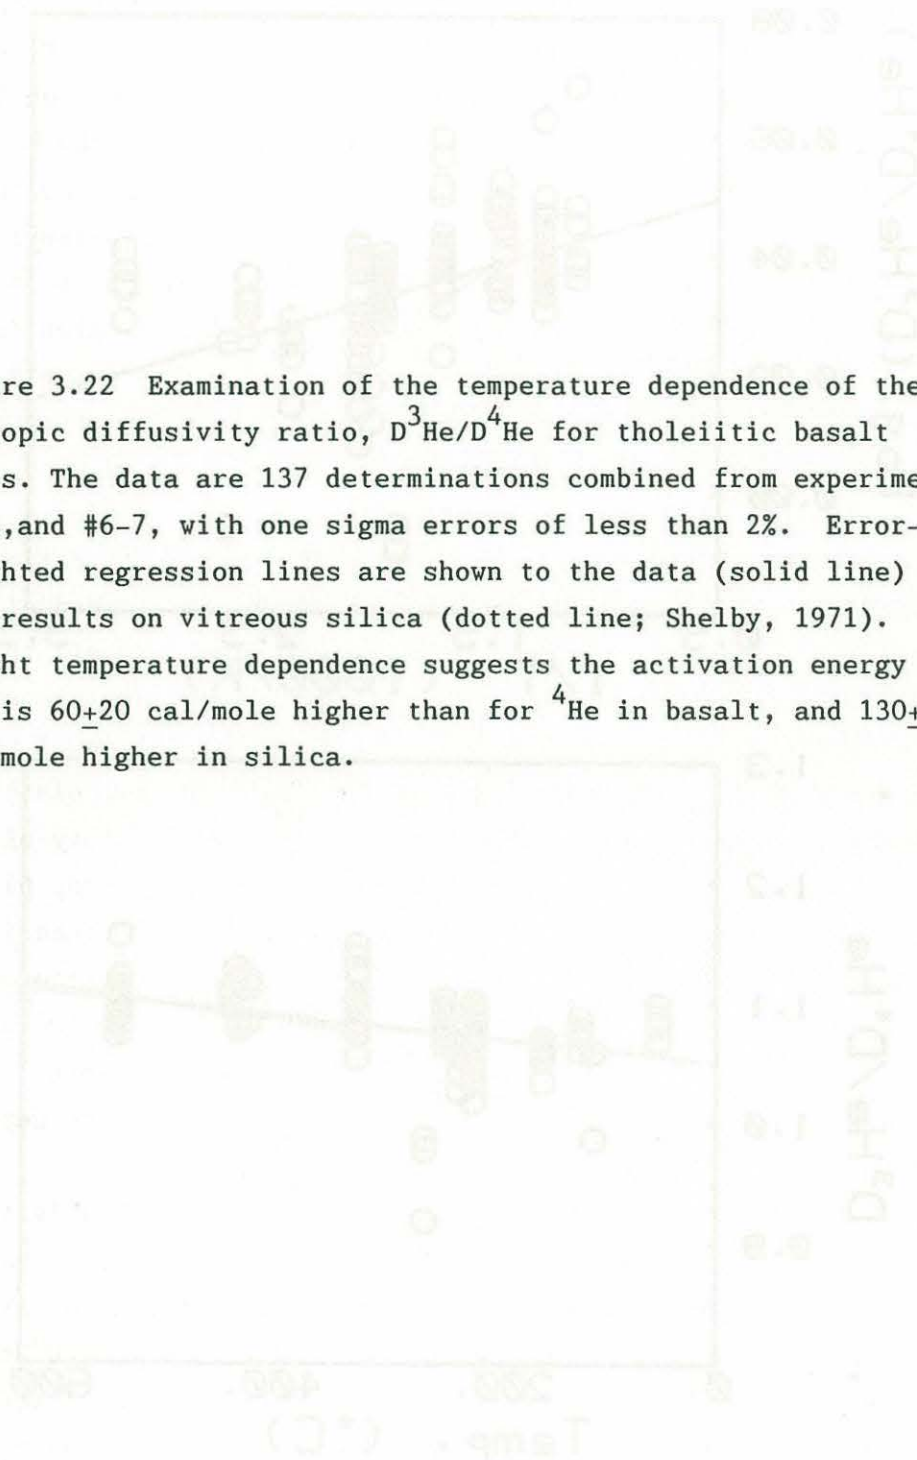 re 3.22 Examination of the temperature dependence of the
opic diffusivity ratio, D³He/D⁴He for tholeiitic basalt
s. The data are 137 determinations combined from experime
,and #6-7, with one sigma errors of less than 2%. Error-
hted regression lines are shown to the data (solid line)
results on vitreous silica (dotted line; Shelby, 1971).
ht temperature dependence suggests the activation energy
is 60±20 cal/mole higher than for ⁴He in basalt, and 130±
mole higher in silica.